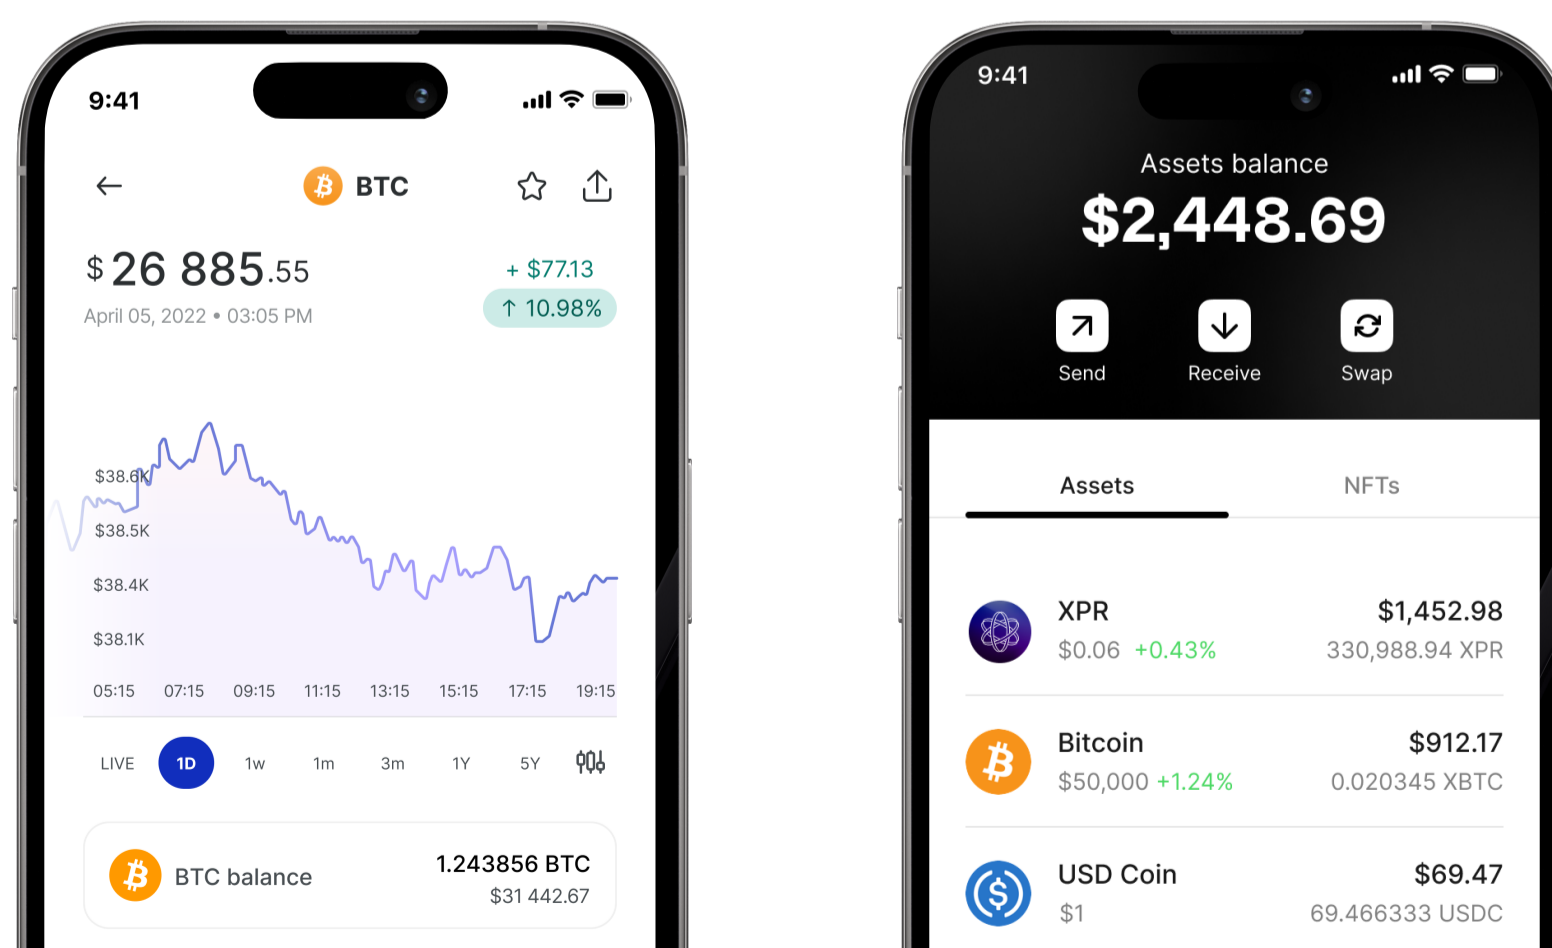 9:41
BTC
$ 26 885.55
+ $77.13
April 05, 2022 • 03:05 PM
↑ 10.98%
$38.6K
$38.5K
$38.4K
$38.1K
05:15 07:15 09:15 11:15 13:15 15:15 17:15 19:15
LIVE 1D 1w 1m 3m 1Y 5Y
BTC balance
1.243856 BTC
$31 442.67
9:41
Assets balance
$2,448.69
Send Receive Swap
Assets NFTs
XPR $1,452.98
$0.06 +0.43% 330,988.94 XPR
Bitcoin $912.17
$50,000 +1.24% 0.020345 XBTC
USD Coin $69.47
$1 69.466333 USDC